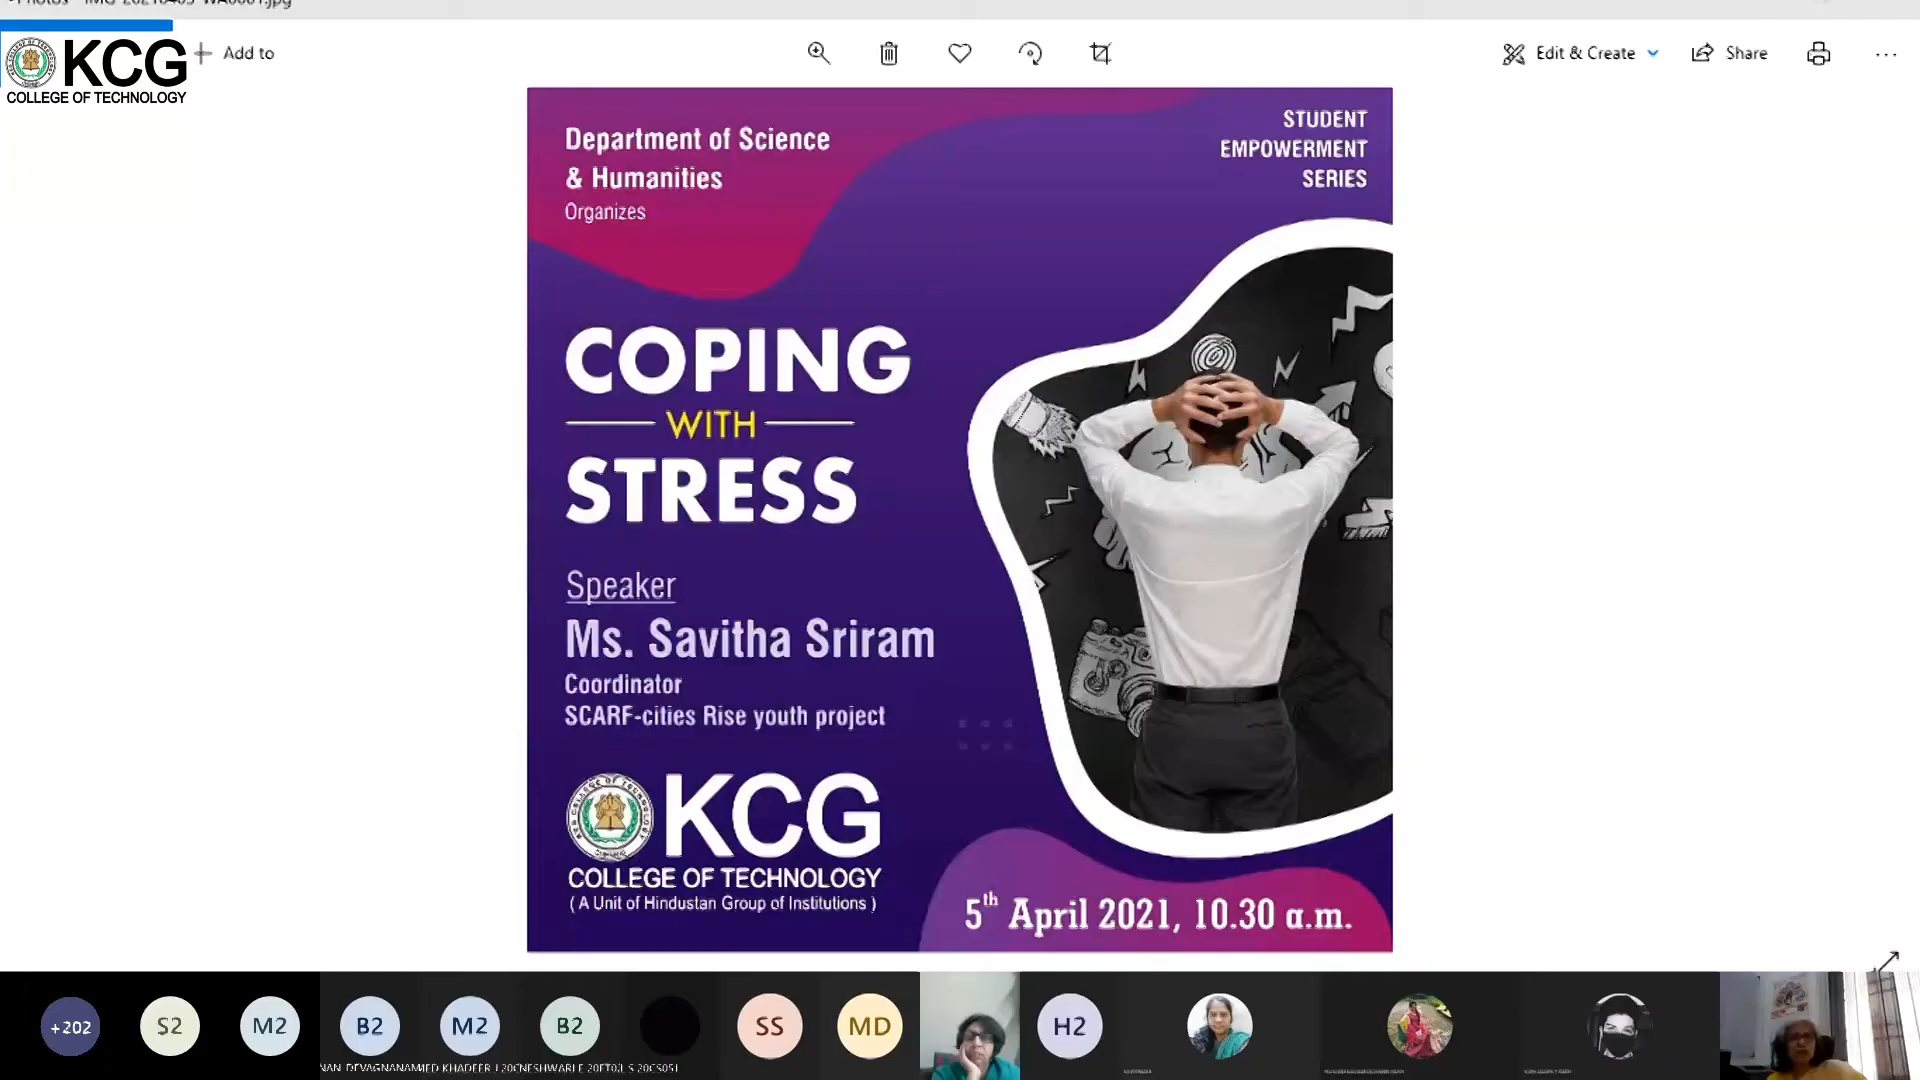 KCG
COLLEGE OF TECHNOLOGY
Add to
Edit & Create
Share
Department of Science
& Humanities
Organizes
STUDENT
EMPOWERMENT
SERIES
COPING
WITH
STRESS
Speaker
Ms. Savitha Sriram
Coordinator
SCARF-cities Rise youth project
KCG
COLLEGE OF TECHNOLOGY
( A Unit of Hindustan Group of Institutions )
5th April 2021, 10.30 a.m.
+202
S2
M2
B2
M2
B2
SS
MD
H2